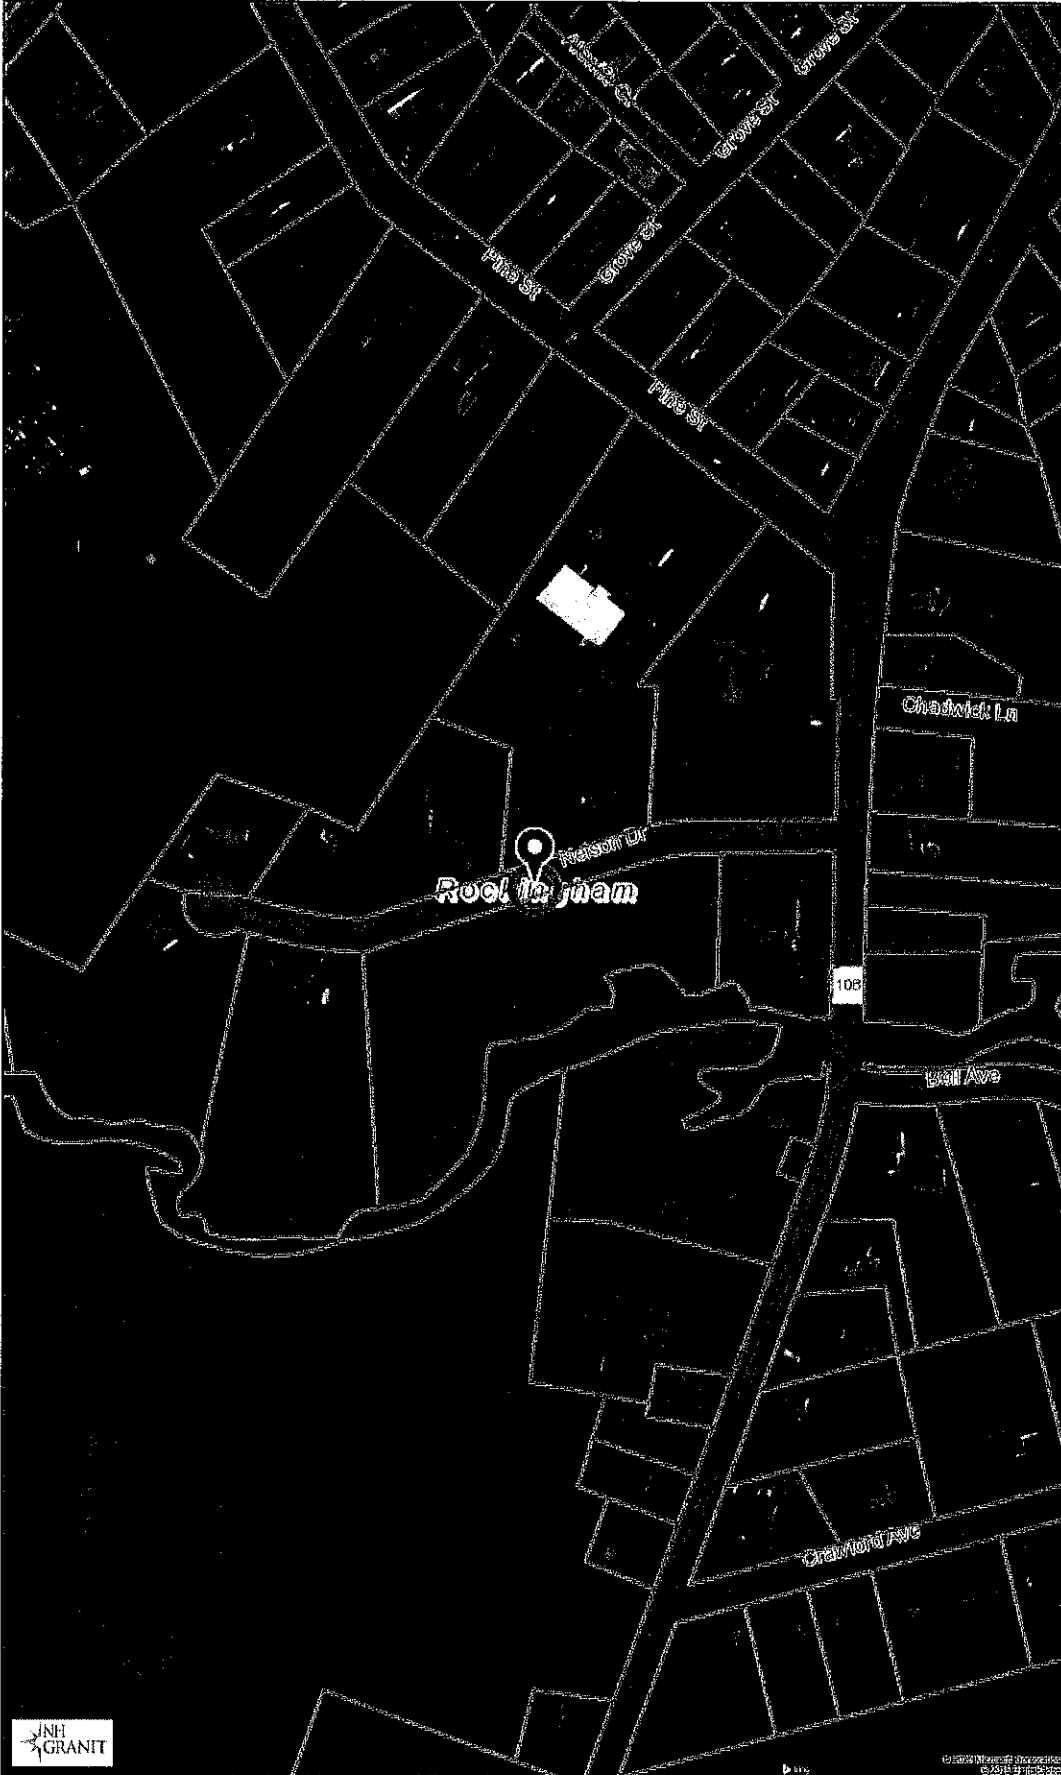 Grove St
Grove St
Grove St
Pine St
Pine St
Chadwick Ln
Nelson Dr
Rockingham
108
Bell Ave
Crawford Ave
NH
GRANIT